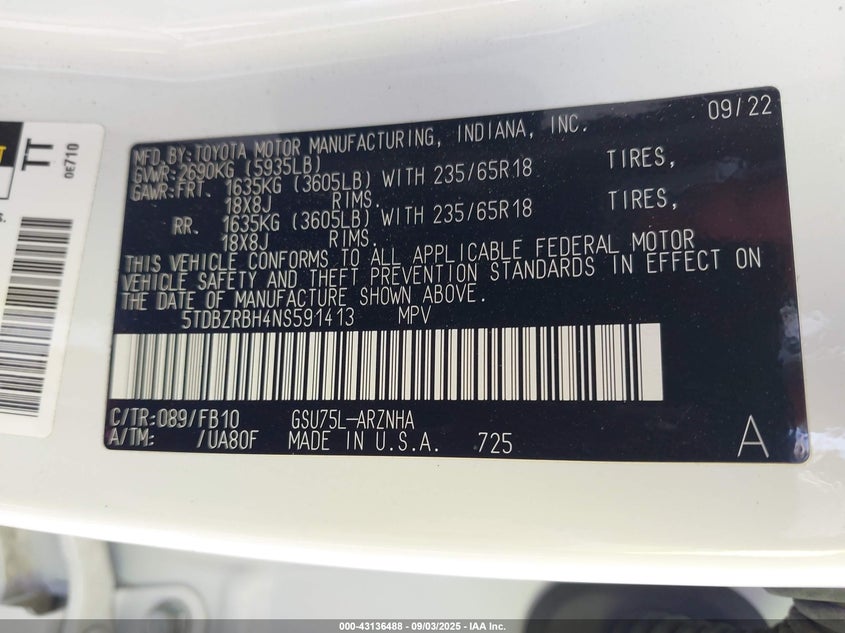 T
TT
0E710
S.
09/22
MFD.BY:TOYOTA MOTOR MANUFACTURING, INDIANA, INC.
GVWR:2690KG (5935LB)
GAWR:FRT. 1635KG (3605LB) WITH 235/65R18 TIRES,
18X8J RIMS.
RR. 1635KG (3605LB) WITH 235/65R18 TIRES,
18X8J RIMS.
THIS VEHICLE CONFORMS TO ALL APPLICABLE FEDERAL MOTOR
VEHICLE SAFETY AND THEFT PREVENTION STANDARDS IN EFFECT ON
THE DATE OF MANUFACTURE SHOWN ABOVE.
5TDBZRBH4NS591413 MPV
C/TR:089/FB10 GSU75L-ARZNHA
A/TM: /UA80F MADE IN U.S.A. 725 A
000-43136488 - 09/03/2025 - IAA Inc.